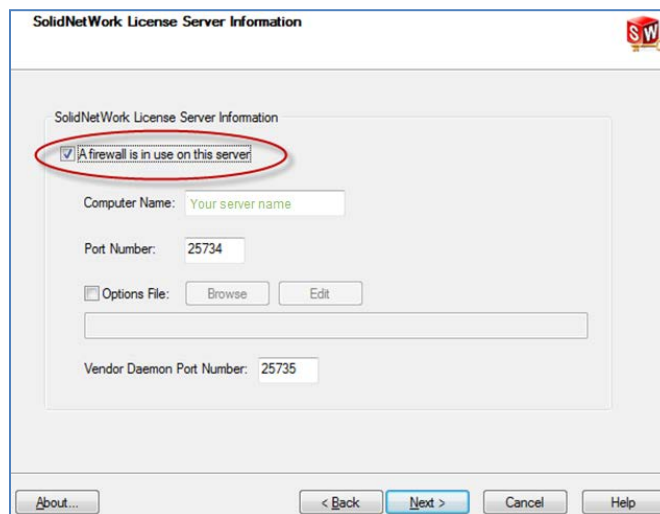 SolidNetWork License Server Information
SW
SolidNetWork License Server Information
A firewall is in use on this server
Computer Name: Your server name
Port Number: 25734
Options File: Browse Edit
Vendor Daemon Port Number: 25735
About... < Back Next > Cancel Help